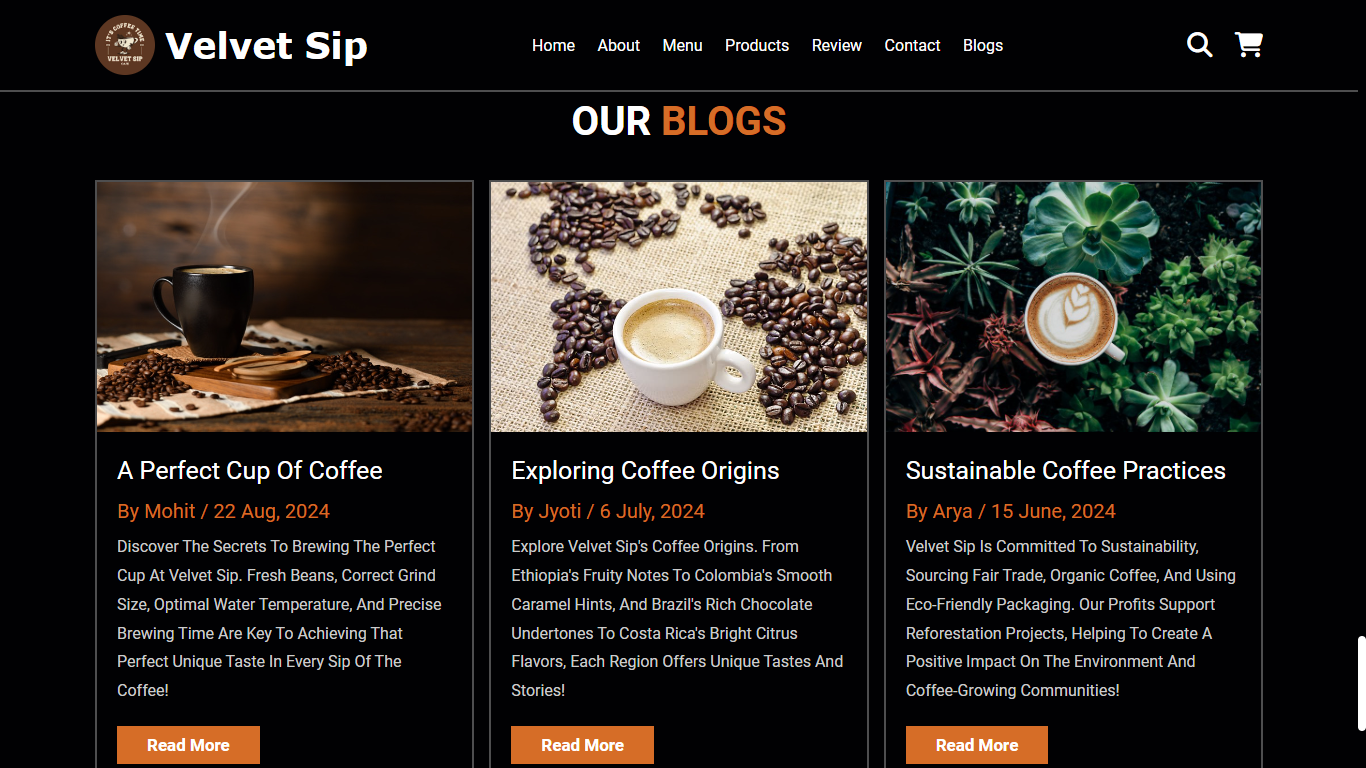 IT'S COFFEE TIME
VELVET SIP
Velvet Sip
Home About Menu Products Review Contact Blogs
OUR BLOGS
A Perfect Cup Of Coffee
By Mohit / 22 Aug, 2024
Discover The Secrets To Brewing The Perfect
Cup At Velvet Sip. Fresh Beans, Correct Grind
Size, Optimal Water Temperature, And Precise
Brewing Time Are Key To Achieving That
Perfect Unique Taste In Every Sip Of The
Coffee!
Read More
Exploring Coffee Origins
By Jyoti / 6 July, 2024
Explore Velvet Sip's Coffee Origins. From
Ethiopia's Fruity Notes To Colombia's Smooth
Caramel Hints, And Brazil's Rich Chocolate
Undertones To Costa Rica's Bright Citrus
Flavors, Each Region Offers Unique Tastes And
Stories!
Read More
Sustainable Coffee Practices
By Arya / 15 June, 2024
Velvet Sip Is Committed To Sustainability,
Sourcing Fair Trade, Organic Coffee, And Using
Eco-Friendly Packaging. Our Profits Support
Reforestation Projects, Helping To Create A
Positive Impact On The Environment And
Coffee-Growing Communities!
Read More